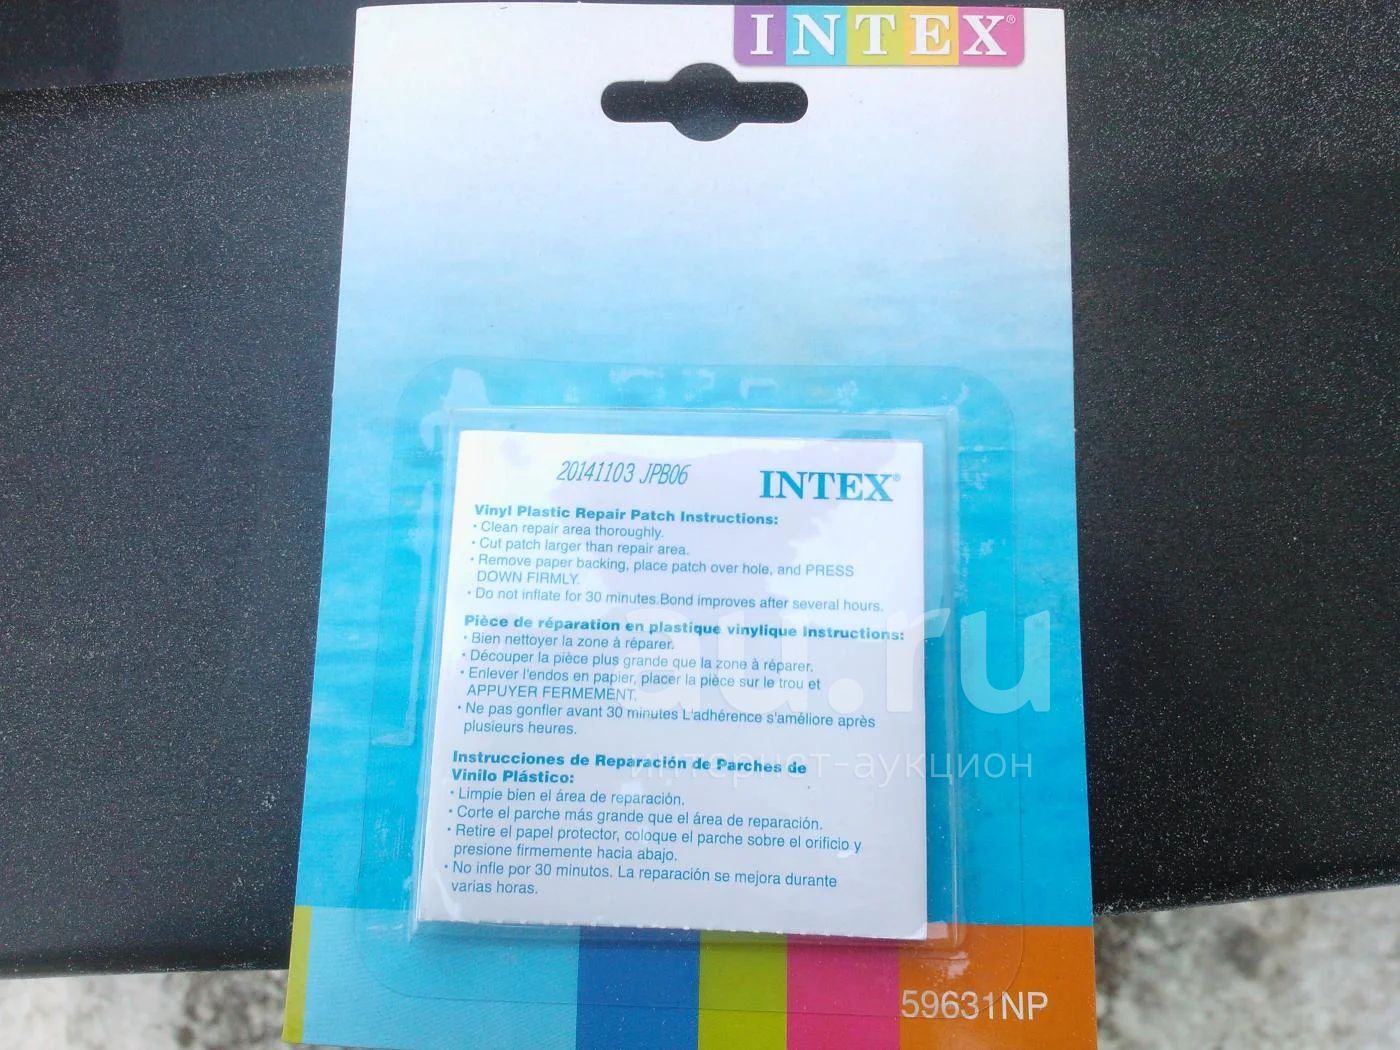 INTEX®
20141103 JPB06
INTEX®
Vinyl Plastic Repair Patch Instructions:
• Clean repair area thoroughly.
• Cut patch larger than repair area.
• Remove paper backing, place patch over hole, and PRESS
DOWN FIRMLY.
• Do not inflate for 30 minutes.Bond improves after several hours.
Pièce de réparation en plastique vinylique Instructions:
• Bien nettoyer la zone à réparer.
• Découper la pièce plus grande que la zone à réparer.
• Enlever l'endos en papier, placer la pièce sur le trou et
APPUYER FERMEMENT.
• Ne pas gonfler avant 30 minutes L'adhérence s'améliore après
plusieurs heures.
Instrucciones de Reparación de Parches de
Vinilo Plástico:
• Limpie bien el área de reparación.
• Corte el parche más grande que el área de reparación.
• Retire el papel protector, coloque el parche sobre el orificio y
presione firmemente hacia abajo.
• No infle por 30 minutos. La reparación se mejora durante
varias horas.
au.ru
интернет-аукцион
59631NP